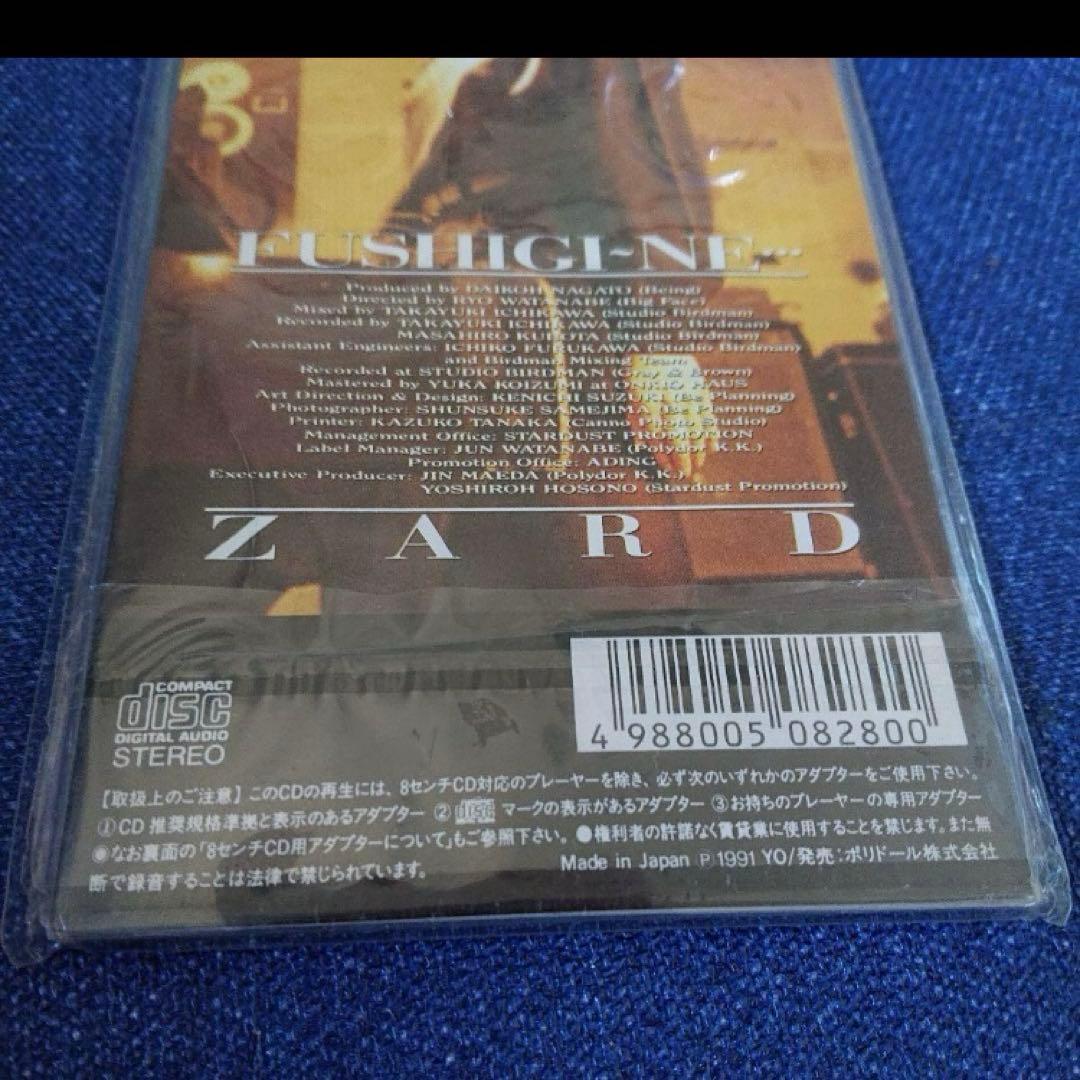 FUSHIGI~NE...
Produced by DAIKOH NAGATO (Being)
Directed by RYO WATANABE (Big Face)
Mixed by TAKAYUKI ICHIKAWA (Studio Birdman)
Recorded by TAKAYUKI ICHIKAWA (Studio Birdman)
MASAHIRO KUBOTA (Studio Birdman)
Assistant Engineers: ICHIKO FURUKAWA (Studio Birdman)
and Birdman Mixing Team
Recorded at STUDIO BIRDMAN (Gray & Brown)
Mastered by YUKA KOIZUMI at ONKIO HAUS
Art Direction & Design: KENICHI SUZUKI (Be Planning)
Photographer: SHUNSUKE SAMEJIMA (Be Planning)
Printer: KAZUKO TANAKA (Canno Photo Studio)
Management Office: STARDUST PROMOTION
Label Manager: JUN WATANABE (Polydor K.K.)
Promotion Office: ADING
Executive Producer: JIN MAEDA (Polydor K.K.)
YOSHIROH HOSONO (Stardust Promotion)
ZARD
COMPACT
disc
DIGITAL AUDIO
STEREO
4 988005 082800
【取扱上のご注意】このCDの再生には、8センチCD対応のプレーヤーを除き、必ず次のいずれかのアダプターをご使用下さい。
①CD 推奨規格準拠と表示のあるアダプター ②disc マークの表示があるアダプター ③お持ちのプレーヤーの専用アダプター
◉なお裏面の「8センチCD用アダプターについて」もご参照下さい。●権利者の許諾なく賃貸業に使用することを禁じます。また無
断で録音することは法律で禁じられています。
Made in Japan Ⓟ 1991 YO/発売:ポリドール株式会社